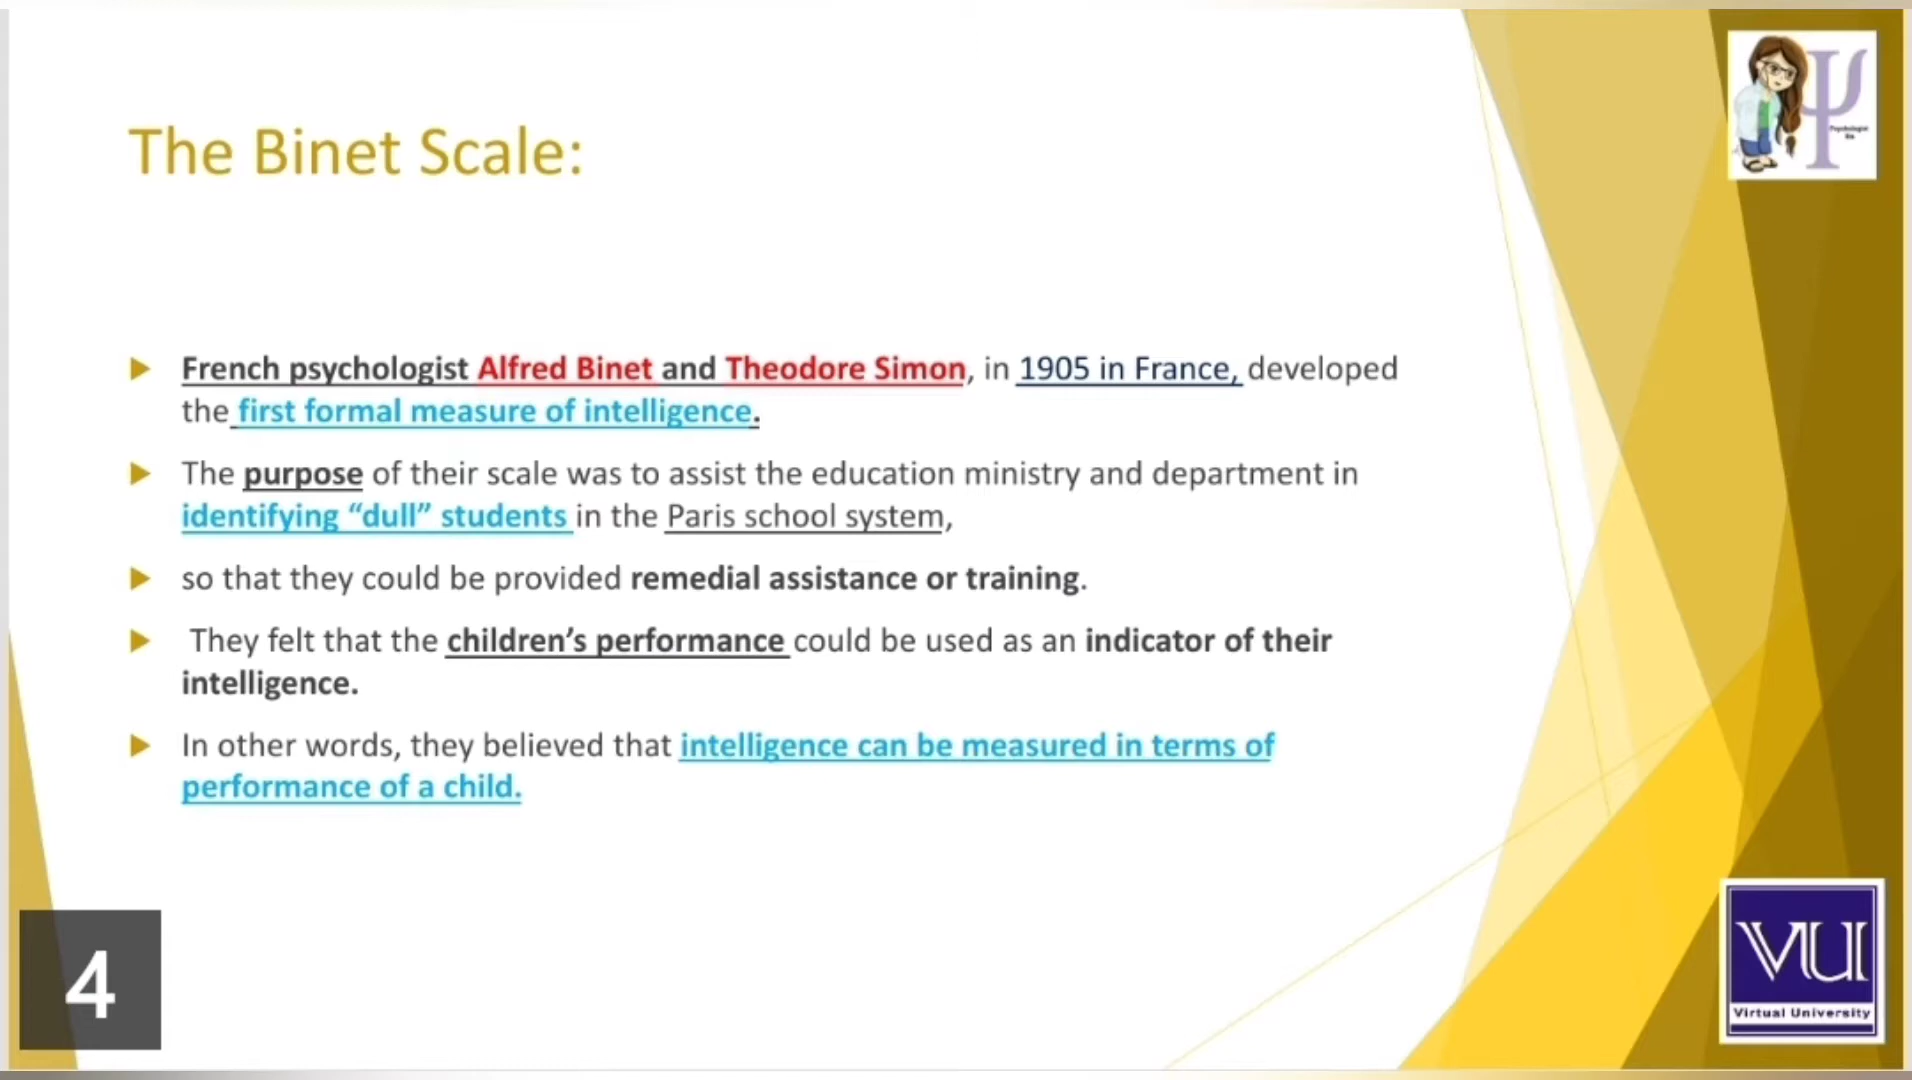 The Binet Scale:
French psychologist Alfred Binet and Theodore Simon, in 1905 in France, developed
the first formal measure of intelligence.
The purpose of their scale was to assist the education ministry and department in
identifying “dull” students in the Paris school system,
so that they could be provided remedial assistance or training.
They felt that the children’s performance could be used as an indicator of their
intelligence.
In other words, they believed that intelligence can be measured in terms of
performance of a child.
4
Ψ
Psychologist
VU
Virtual University